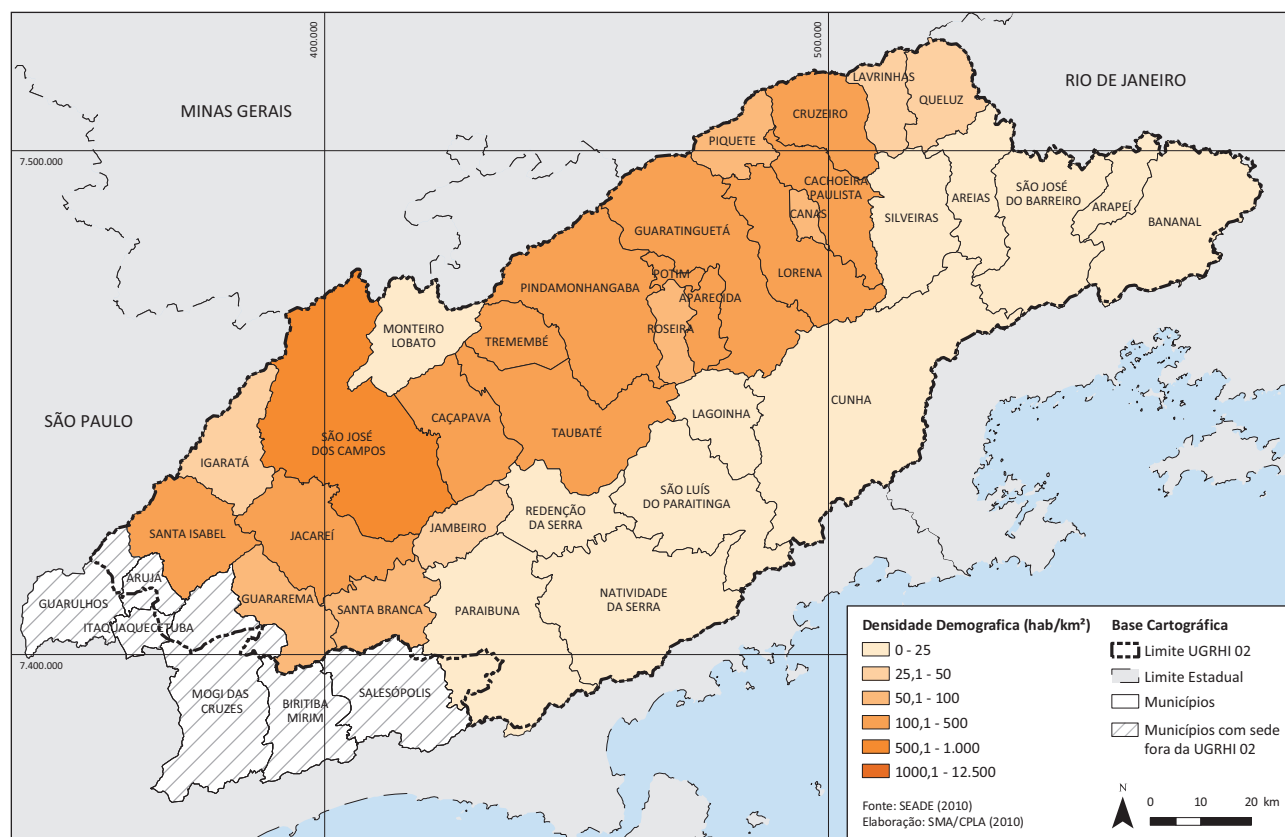 400.000
500.000
7.500.000
7.400.000
MINAS GERAIS
RIO DE JANEIRO
SÃO PAULO
LAVRINHAS
QUELUZ
CRUZEIRO
PIQUETE
CACHOEIRA
PAULISTA
CANAS
SILVEIRAS
AREIAS
SÃO JOSÉ
DO BARREIRO
ARAPEÍ
BANANAL
GUARATINGUETÁ
LORENA
POTIM
PINDAMONHANGABA
APARECIDA
ROSEIRA
MONTEIRO
LOBATO
TREMEMBÉ
CUNHA
LAGOINHA
CAÇAPAVA
TAUBATÉ
SÃO JOSÉ
DOS CAMPOS
IGARATÁ
SÃO LUÍS
DO PARAITINGA
REDENÇÃO
DA SERRA
JAMBEIRO
SANTA ISABEL
JACAREÍ
ARUJÁ
GUARULHOS
GUARAREMA
SANTA BRANCA
PARAIBUNA
NATIVIDADE
DA SERRA
ITAQUAQUECETUBA
MOGI DAS
CRUZES
BIRITIBA
MIRIM
SALESÓPOLIS
Densidade Demografica (hab/km²)
0 - 25
25,1 - 50
50,1 - 100
100,1 - 500
500,1 - 1.000
1000,1 - 12.500
Fonte: SEADE (2010)
Elaboração: SMA/CPLA (2010)
Base Cartográfica
Limite UGRHI 02
Limite Estadual
Municípios
Municípios com sede
fora da UGRHI 02
N
0 10 20 km